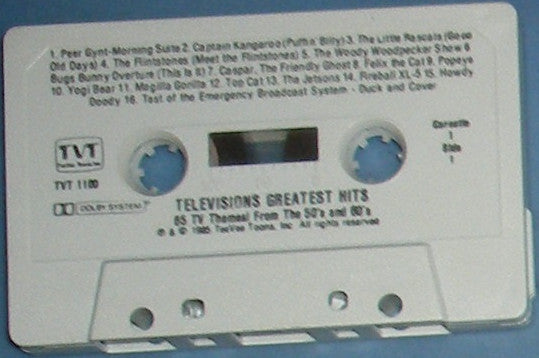 1. Peer Gynt-Morning Suite 2. Captain Kangaroo (Puffin' Billy) 3. The Little Rascals (Good
Old Days) 4. The Flintstones (Meet the Flintstones) 5. The Woody Woodpecker Show 6.
Bugs Bunny Overture (This Is It) 7. Caspar, The Friendly Ghost 8. Felix the Cat 9. Popeye
10. Yogi Bear 11. Magilla Gorilla 12. Top Cat 13. The Jetsons 14. Fireball XL-5 15. Howdy
Doody 16. Test of the Emergency Broadcast System - Duck and Cover
TVT
TVT 1100
Cassette
1
Side
1
DOLBY SYSTEM
TELEVISIONS GREATEST HITS
65 TV Themes! From The 50's and 60's
℗ & © 1985 TeeVee Toons, Inc. All rights reserved